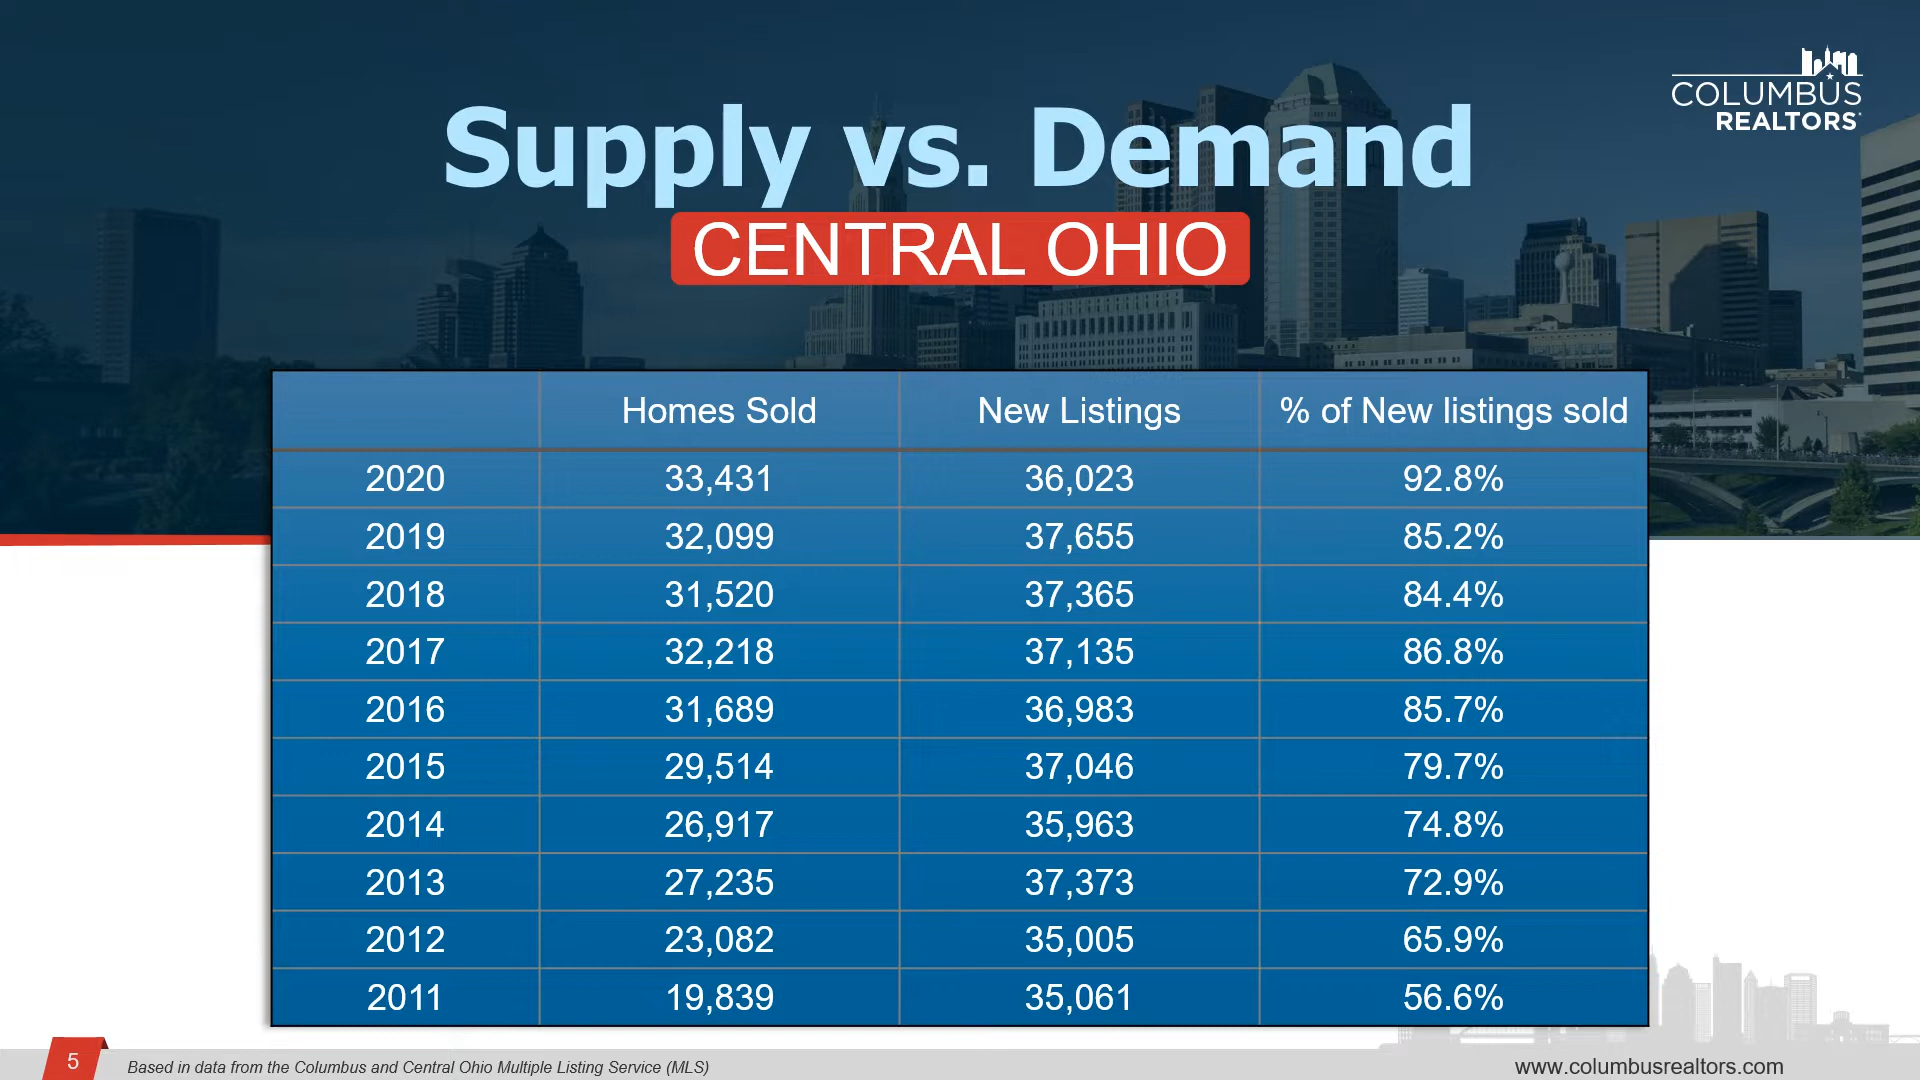 COLUMBUS
REALTORS®
Supply vs. Demand
CENTRAL OHIO
Homes Sold New Listings % of New listings sold
2020 33,431 36,023 92.8%
2019 32,099 37,655 85.2%
2018 31,520 37,365 84.4%
2017 32,218 37,135 86.8%
2016 31,689 36,983 85.7%
2015 29,514 37,046 79.7%
2014 26,917 35,963 74.8%
2013 27,235 37,373 72.9%
2012 23,082 35,005 65.9%
2011 19,839 35,061 56.6%
5 Based in data from the Columbus and Central Ohio Multiple Listing Service (MLS) www.columbusrealtors.com